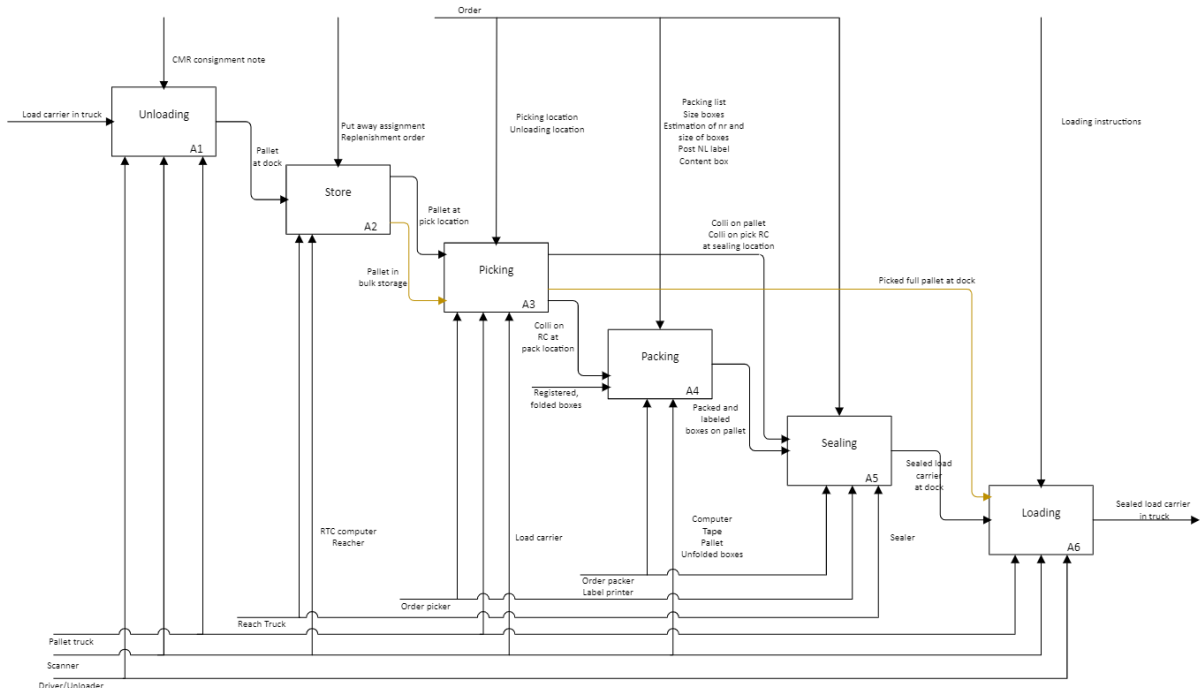 Order
CMR consignment note
Load carrier in truck
Unloading
A1
Pallet
at dock
Put away assignment
Replenishment order
Store
A2
Pallet at
pick location
Pallet in
bulk storage
Picking location
Unloading location
Picking
A3
Colli on
RC at
pack location
Packing list
Size boxes
Estimation of nr and
size of boxes
Post NL label
Content box
Colli on pallet
Colli on pick RC
at sealing location
Picked full pallet at dock
Loading instructions
Packing
A4
Registered,
folded boxes
Packed and
labeled
boxes on pallet
Sealing
A5
Sealed load
carrier
at dock
Loading
A6
Sealed load carrier
in truck
RTC computer
Reacher
Load carrier
Computer
Tape
Pallet
Unfolded boxes
Sealer
Order packer
Label printer
Order picker
Reach Truck
Pallet truck
Scanner
Driver/Unloader